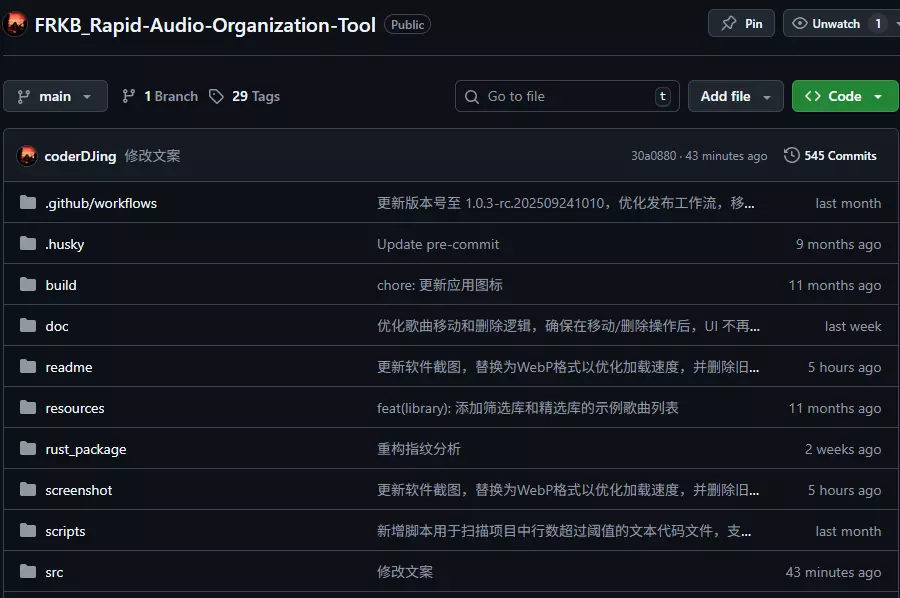 FRKB_Rapid-Audio-Organization-Tool Public Pin Unwatch 1
main 1 Branch 29 Tags Go to file t Add file Code
coderDJing 修改文案 30a0880 · 43 minutes ago 545 Commits
.github/workflows 更新版本号至 1.0.3-rc.202509241010，优化发布工作流，移... last month
.husky Update pre-commit 9 months ago
build chore: 更新应用图标 11 months ago
doc 优化歌曲移动和删除逻辑，确保在移动/删除操作后，UI 不再... last week
readme 更新软件截图，替换为WebP格式以优化加载速度，并删除旧... 5 hours ago
resources feat(library): 添加筛选库和精选库的示例歌曲列表 11 months ago
rust_package 重构指纹分析 2 weeks ago
screenshot 更新软件截图，替换为WebP格式以优化加载速度，并删除旧... 5 hours ago
scripts 新增脚本用于扫描项目中行数超过阈值的文本代码文件，支... last month
src 修改文案 43 minutes ago